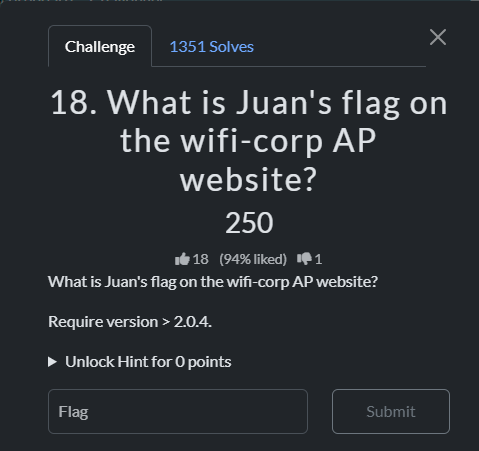 Challenge
1351 Solves
18. What is Juan's flag on
the wifi-corp AP
website?
250
18 (94% liked) 1
What is Juan's flag on the wifi-corp AP website?
Require version > 2.0.4.
Unlock Hint for 0 points
Flag
Submit